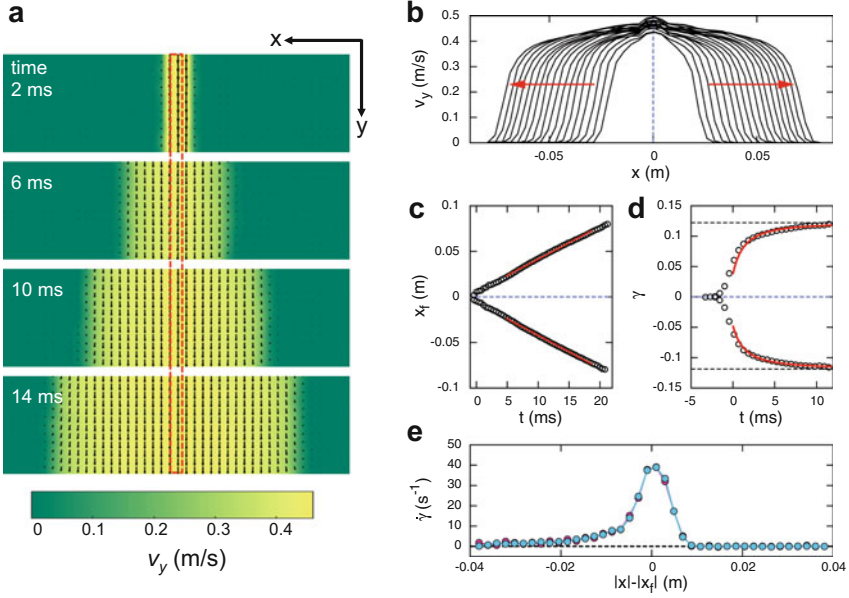 a
x
y
time
2 ms
6 ms
10 ms
14 ms
0 0.1 0.2 0.3 0.4
v_y (m/s)
b
0.5
0.4
0.3
0.2
0.1
0
v_y (m/s)
-0.05 0 0.05
x (m)
c
0.1
0.05
0
-0.05
-0.1
x_f (m)
0 5 10 15 20
t (ms)
d
0.15
0.10
0.05
0
-0.05
-0.10
0.15
γ
-5 0 5 10
t (ms)
e
50
40
30
20
10
0
γ̇ (s⁻¹)
-0.04 -0.02 0 0.02 0.04
|x|-|x_f| (m)